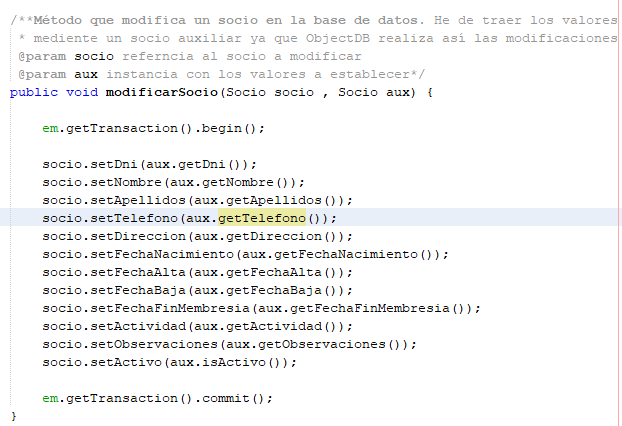 /**Método que modifica un socio en la base de datos. He de traer los valores
* mediente un socio auxiliar ya que ObjectDB realiza así las modificaciones
@param socio referncia al socio a modificar
@param aux instancia con los valores a establecer*/
public void modificarSocio(Socio socio , Socio aux) {
em.getTransaction().begin();
socio.setDni(aux.getDni());
socio.setNombre(aux.getNombre());
socio.setApellidos(aux.getApellidos());
socio.setTelefono(aux.getTelefono());
socio.setDireccion(aux.getDireccion());
socio.setFechaNacimiento(aux.getFechaNacimiento());
socio.setFechaAlta(aux.getFechaAlta());
socio.setFechaBaja(aux.getFechaBaja());
socio.setFechaFinMembresia(aux.getFechaFinMembresia());
socio.setActividad(aux.getActividad());
socio.setObservaciones(aux.getObservaciones());
socio.setActivo(aux.isActivo());
em.getTransaction().commit();
}